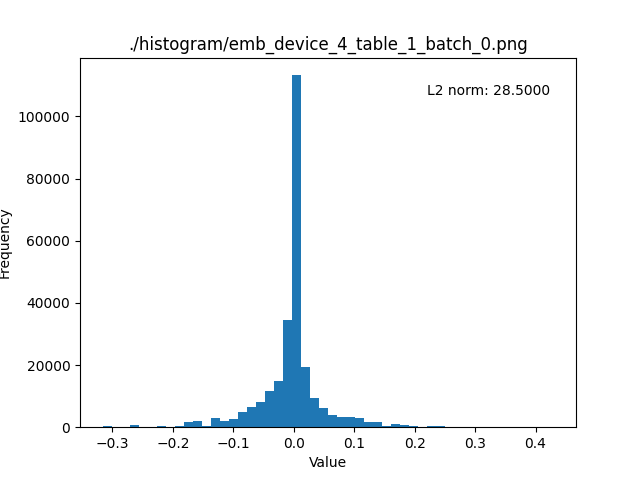 ./histogram/emb_device_4_table_1_batch_0.png
L2 norm: 28.5000
Frequency
100000
80000
60000
40000
20000
0
−0.3 −0.2 −0.1 0.0 0.1 0.2 0.3 0.4
Value